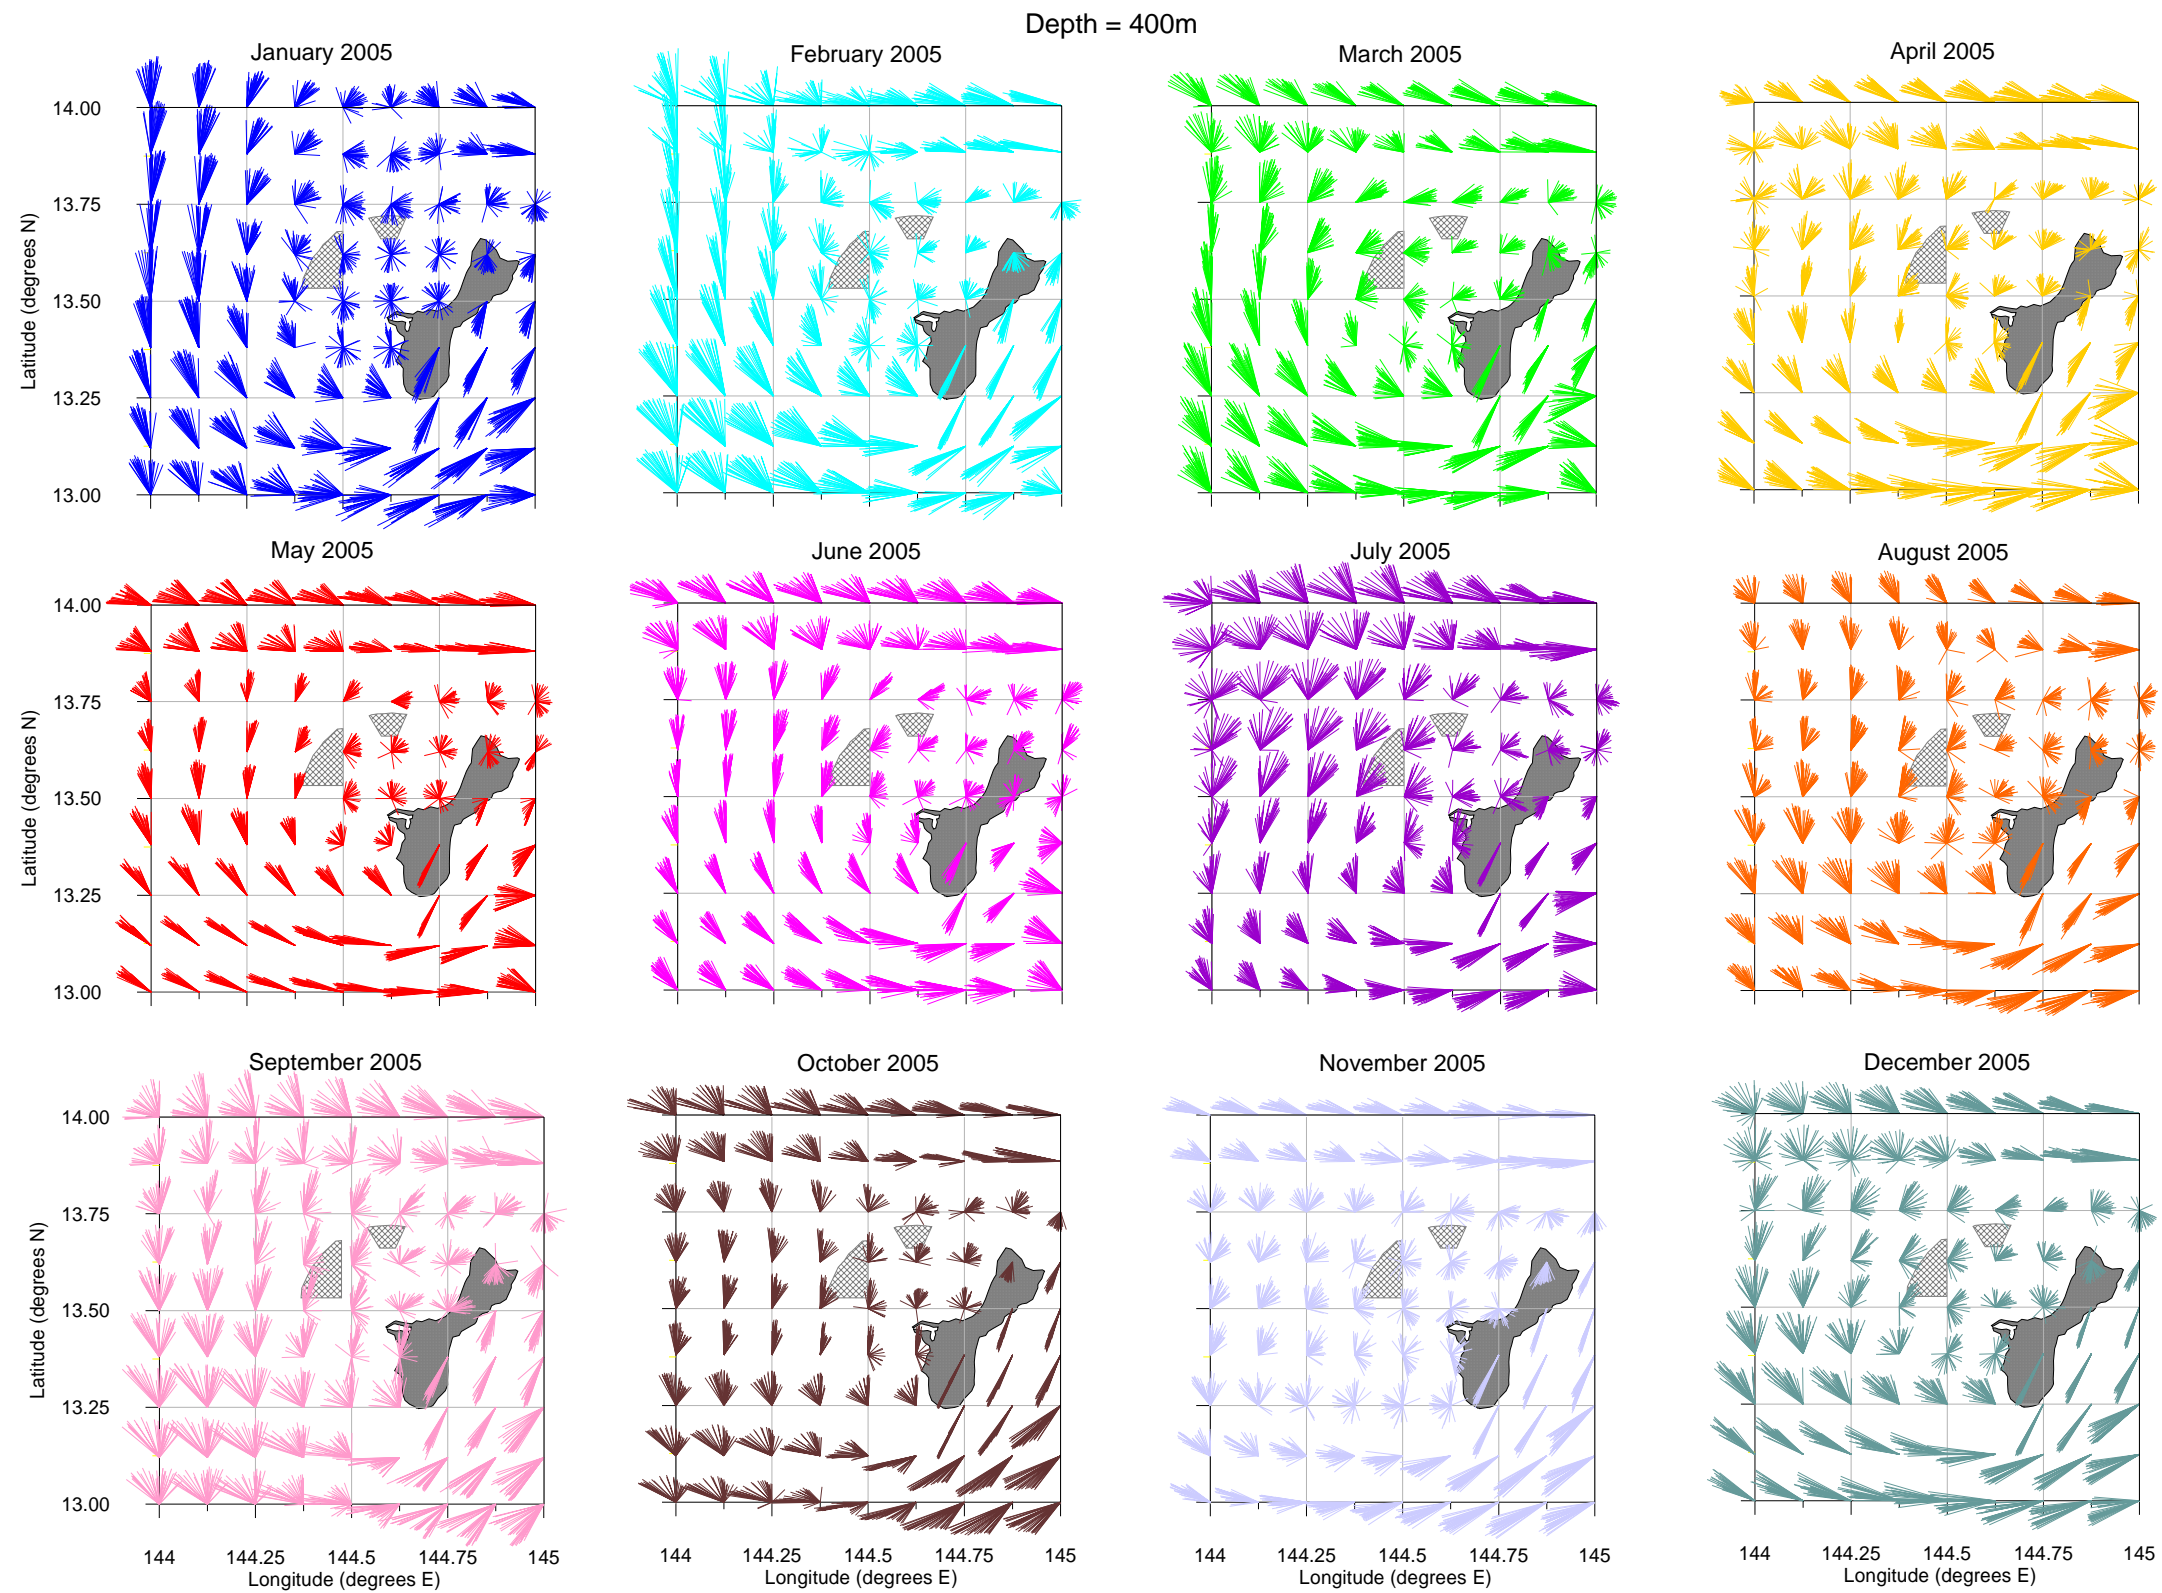 Depth = 400m
January 2005
February 2005
March 2005
April 2005
Latitude (degrees N)
14.00
13.75
13.50
13.25
13.00
May 2005
June 2005
July 2005
August 2005
Latitude (degrees N)
14.00
13.75
13.50
13.25
13.00
September 2005
October 2005
November 2005
December 2005
Latitude (degrees N)
14.00
13.75
13.50
13.25
13.00
144 144.25 144.5 144.75 145
Longitude (degrees E)
144 144.25 144.5 144.75 145
Longitude (degrees E)
144 144.25 144.5 144.75 145
Longitude (degrees E)
144 144.25 144.5 144.75 145
Longitude (degrees E)